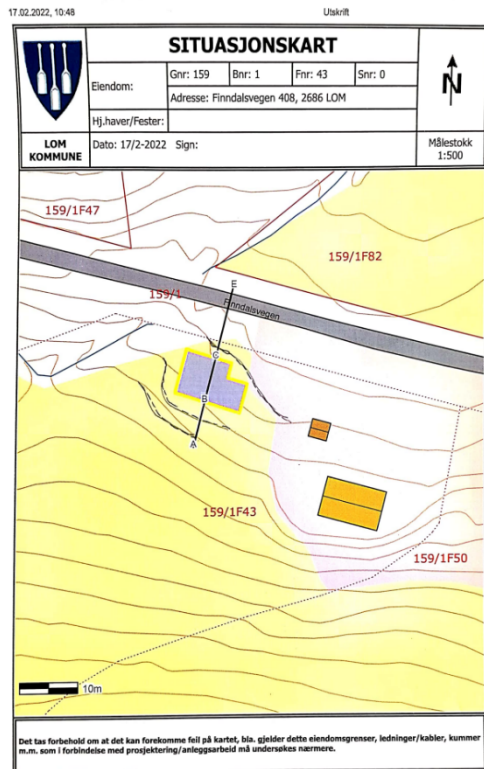 17.02.2022, 10:48
Utskrift
SITUASJONSKART
Eiendom:
Gnr: 159
Bnr: 1
Fnr: 43
Snr: 0
Adresse: Finndalsvegen 408, 2686 LOM
Hj.haver/Fester:
N
LOM
KOMMUNE
Dato: 17/2-2022 Sign:
Målestokk
1:500
159/1F47
159/1F82
159/1
E
Finndalsvegen
C
B
A
159/1F43
159/1F50
10m
Det tas forbehold om at det kan forekomme feil på kartet, bla. gjelder dette eiendomsgrenser, ledninger/kabler, kummer
m.m. som i forbindelse med prosjektering/anleggsarbeid må undersøkes nærmere.